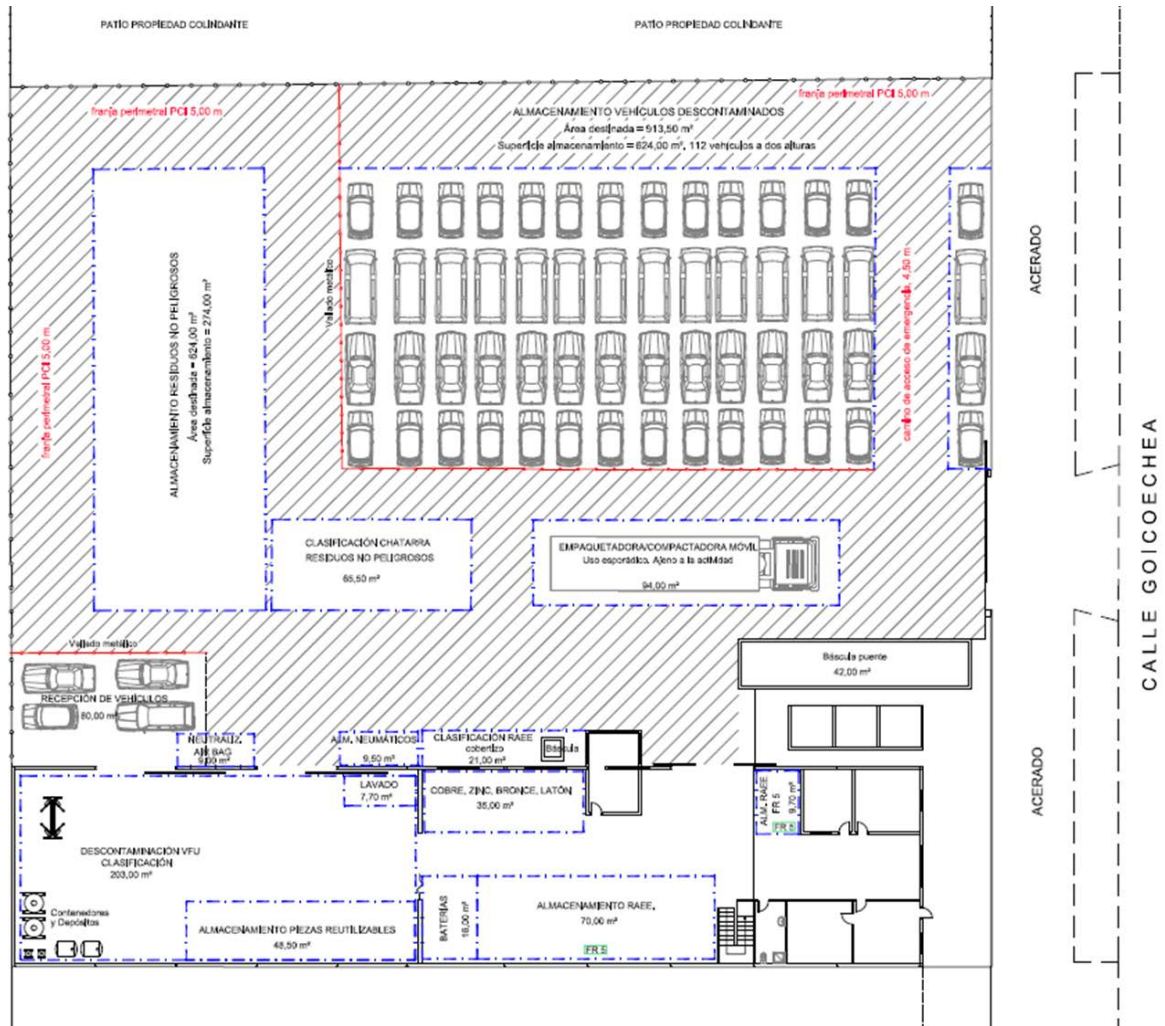 PATIO PROPIEDAD COLINDANTE
PATIO PROPIEDAD COLINDANTE
franja perimetral PCI 5,00 m
franja perimetral PCI 5,00 m
ALMACENAMIENTO VEHÍCULOS DESCONTAMINADOS
Área destinada = 913,50 m²
Superficie almacenamiento = 624,00 m², 112 vehículos a dos alturas
ALMACENAMIENTO RESIDUOS NO PELIGROSOS
Área destinada = 624,00 m²
Superficie almacenamiento = 274,00 m²
franja perimetral PCI 5,00 m
Vallado metálico
camino de acceso de emergencia, 4,50 m
ACERADO
CALLE GOICOECHEA
CLASIFICACIÓN CHATARRA
RESIDUOS NO PELIGROSOS
65,50 m²
EMPAQUETADORA/COMPACTADORA MÓVIL
Uso esporádico. Ajeno a la actividad
94,00 m²
Vallado metálico
RECEPCIÓN DE VEHÍCULOS
80,00 m²
Báscula puente
42,00 m²
NEUTRALIZ.
AIR BAG
9,00 m²
ALM. NEUMÁTICOS
9,50 m²
CLASIFICACIÓN RAEE
cobertizo
21,00 m²
Báscula
ACERADO
LAVADO
7,70 m²
COBRE, ZINC, BRONCE, LATÓN
35,00 m²
ALM. RAEE
FR 5
9,70 m²
FR 5
DESCONTAMINACIÓN VFU
CLASIFICACIÓN
203,00 m²
Contenedores
y Depósitos
ALMACENAMIENTO PIEZAS REUTILIZABLES
48,50 m²
BATERÍAS
16,00 m²
ALMACENAMIENTO RAEE.
70,00 m²
FR 5